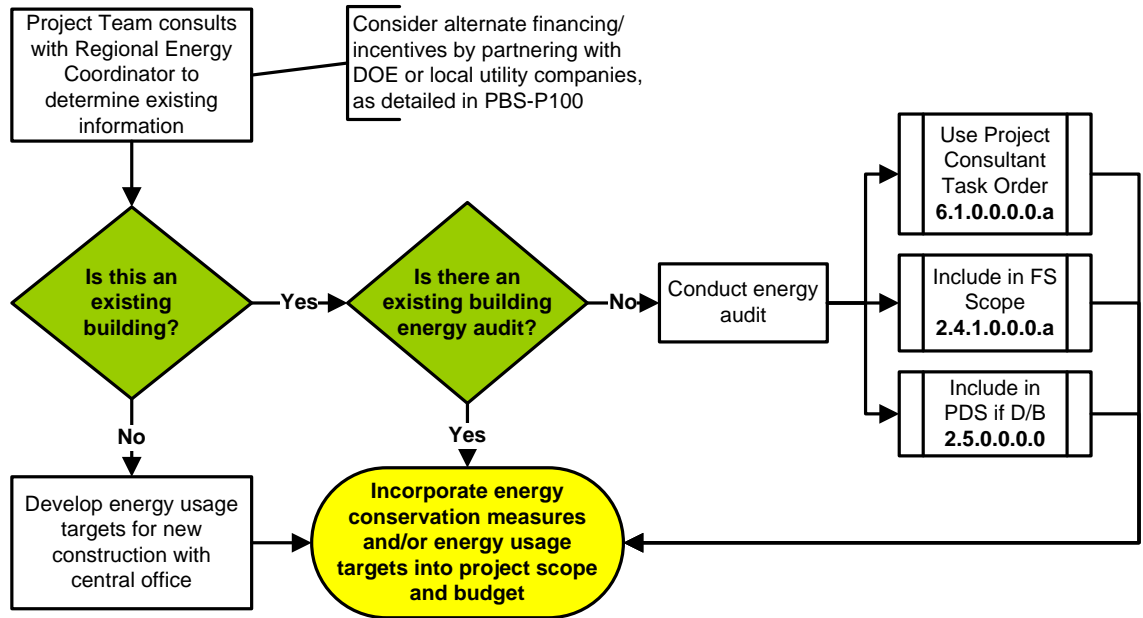 Project Team consults
with Regional Energy
Coordinator to
determine existing
information
Consider alternate financing/
incentives by partnering with
DOE or local utility companies,
as detailed in PBS-P100
Use Project
Consultant
Task Order
6.1.0.0.0.0.a
Is this an
existing
building?
Yes
Is there an
existing building
energy audit?
No
Conduct energy
audit
Include in FS
Scope
2.4.1.0.0.0.a
Include in
PDS if D/B
2.5.0.0.0.0
No
Yes
Develop energy usage
targets for new
construction with
central office
Incorporate energy
conservation measures
and/or energy usage
targets into project scope
and budget